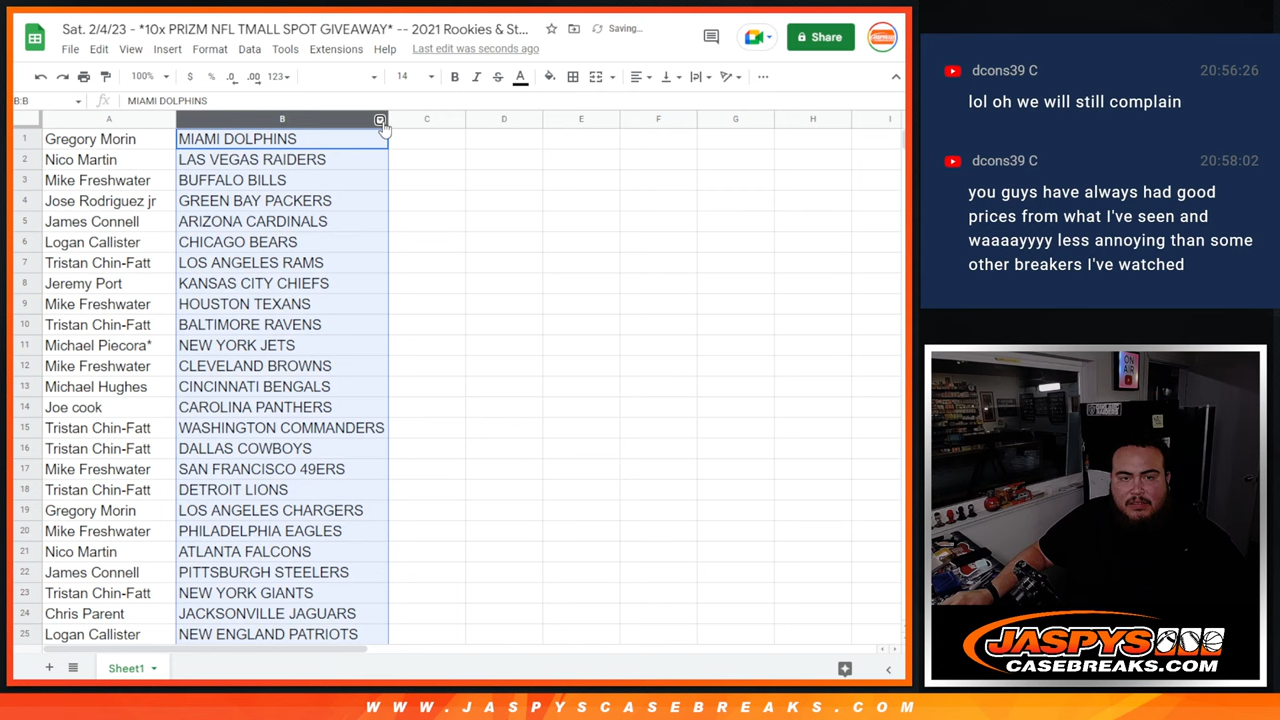 Sat. 2/4/23 - *10x PRIZM NFL TMALL SPOT GIVEAWAY* -- 2021 Rookies & St...
Saving...
Share
File Edit View Insert Format Data Tools Extensions Help Last edit was seconds ago
100% $ % .0 .00 123 14 B I S A
B:B fx MIAMI DOLPHINS
A B C D E F G H I
1 Gregory Morin MIAMI DOLPHINS
2 Nico Martin LAS VEGAS RAIDERS
3 Mike Freshwater BUFFALO BILLS
4 Jose Rodriguez jr GREEN BAY PACKERS
5 James Connell ARIZONA CARDINALS
6 Logan Callister CHICAGO BEARS
7 Tristan Chin-Fatt LOS ANGELES RAMS
8 Jeremy Port KANSAS CITY CHIEFS
9 Mike Freshwater HOUSTON TEXANS
10 Tristan Chin-Fatt BALTIMORE RAVENS
11 Michael Piecora* NEW YORK JETS
12 Mike Freshwater CLEVELAND BROWNS
13 Michael Hughes CINCINNATI BENGALS
14 Joe cook CAROLINA PANTHERS
15 Tristan Chin-Fatt WASHINGTON COMMANDERS
16 Tristan Chin-Fatt DALLAS COWBOYS
17 Mike Freshwater SAN FRANCISCO 49ERS
18 Tristan Chin-Fatt DETROIT LIONS
19 Gregory Morin LOS ANGELES CHARGERS
20 Mike Freshwater PHILADELPHIA EAGLES
21 Nico Martin ATLANTA FALCONS
22 James Connell PITTSBURGH STEELERS
23 Tristan Chin-Fatt NEW YORK GIANTS
24 Chris Parent JACKSONVILLE JAGUARS
25 Logan Callister NEW ENGLAND PATRIOTS
Sheet1
dcons39 C 20:56:26
lol oh we will still complain
dcons39 C 20:58:02
you guys have always had good
prices from what I've seen and
waaaayyyy less annoying than some
other breakers I've watched
ON
AIR
JASPYS
CASEBREAKS.COM
WWW.JASPYSCASEBREAKS.COM